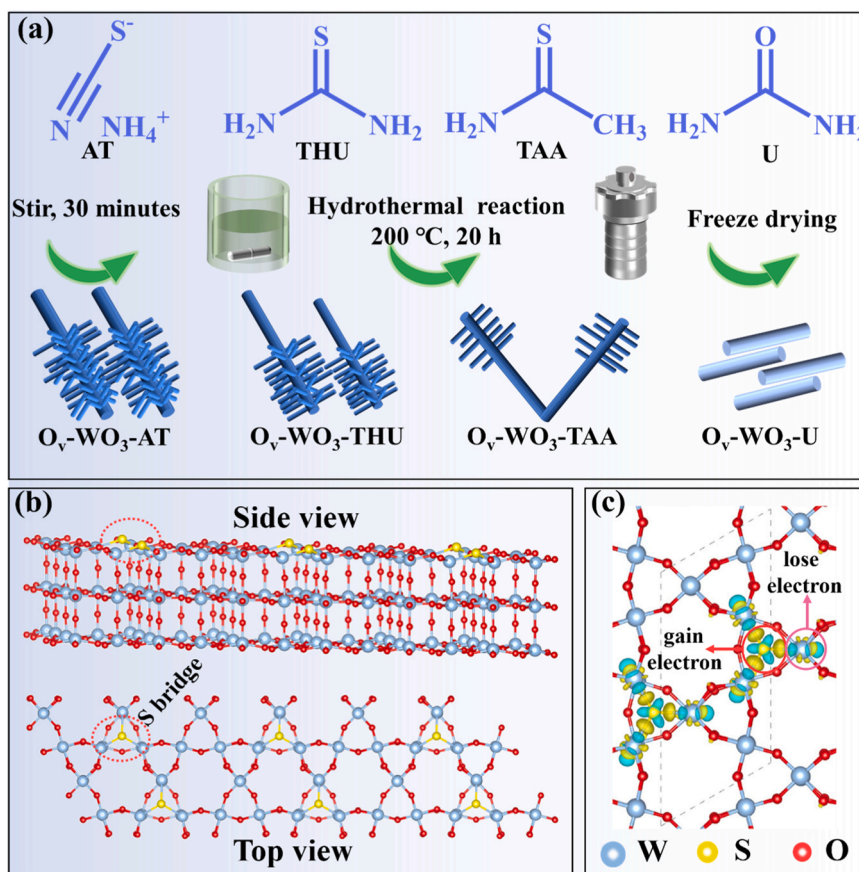 (a)
S⁻
N
NH₄⁺
AT
S
H₂N
NH₂
THU
S
H₂N
CH₃
TAA
O
H₂N
NH₂
U
Stir, 30 minutes
Hydrothermal reaction
200 °C, 20 h
Freeze drying
Oᵥ-WO₃-AT
Oᵥ-WO₃-THU
Oᵥ-WO₃-TAA
Oᵥ-WO₃-U
(b)
Side view
S bridge
Top view
(c)
lose
electron
gain
electron
W
S
O